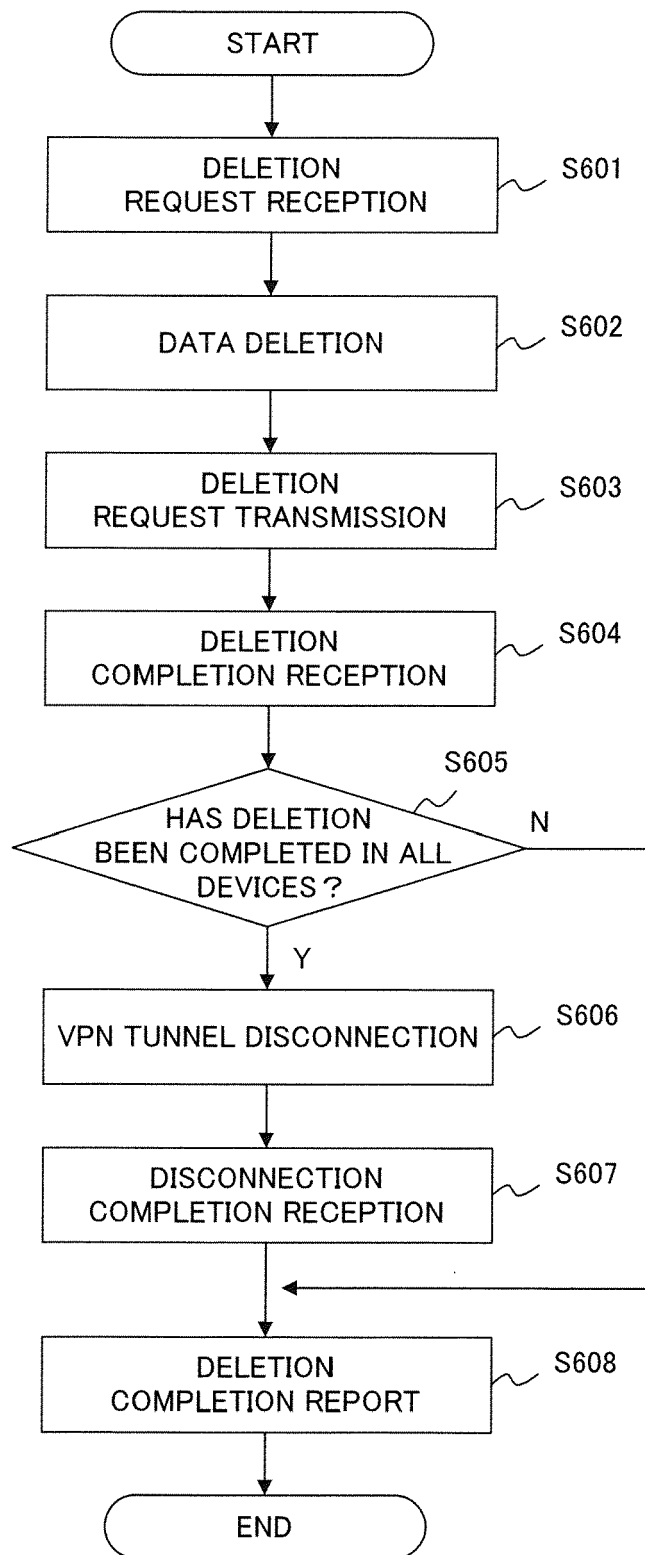 START
DELETION
REQUEST RECEPTION
S601
DATA DELETION
S602
DELETION
REQUEST TRANSMISSION
S603
DELETION
COMPLETION RECEPTION
S604
S605
HAS DELETION
BEEN COMPLETED IN ALL
DEVICES?
N
Y
VPN TUNNEL DISCONNECTION
S606
DISCONNECTION
COMPLETION RECEPTION
S607
DELETION
COMPLETION REPORT
S608
END